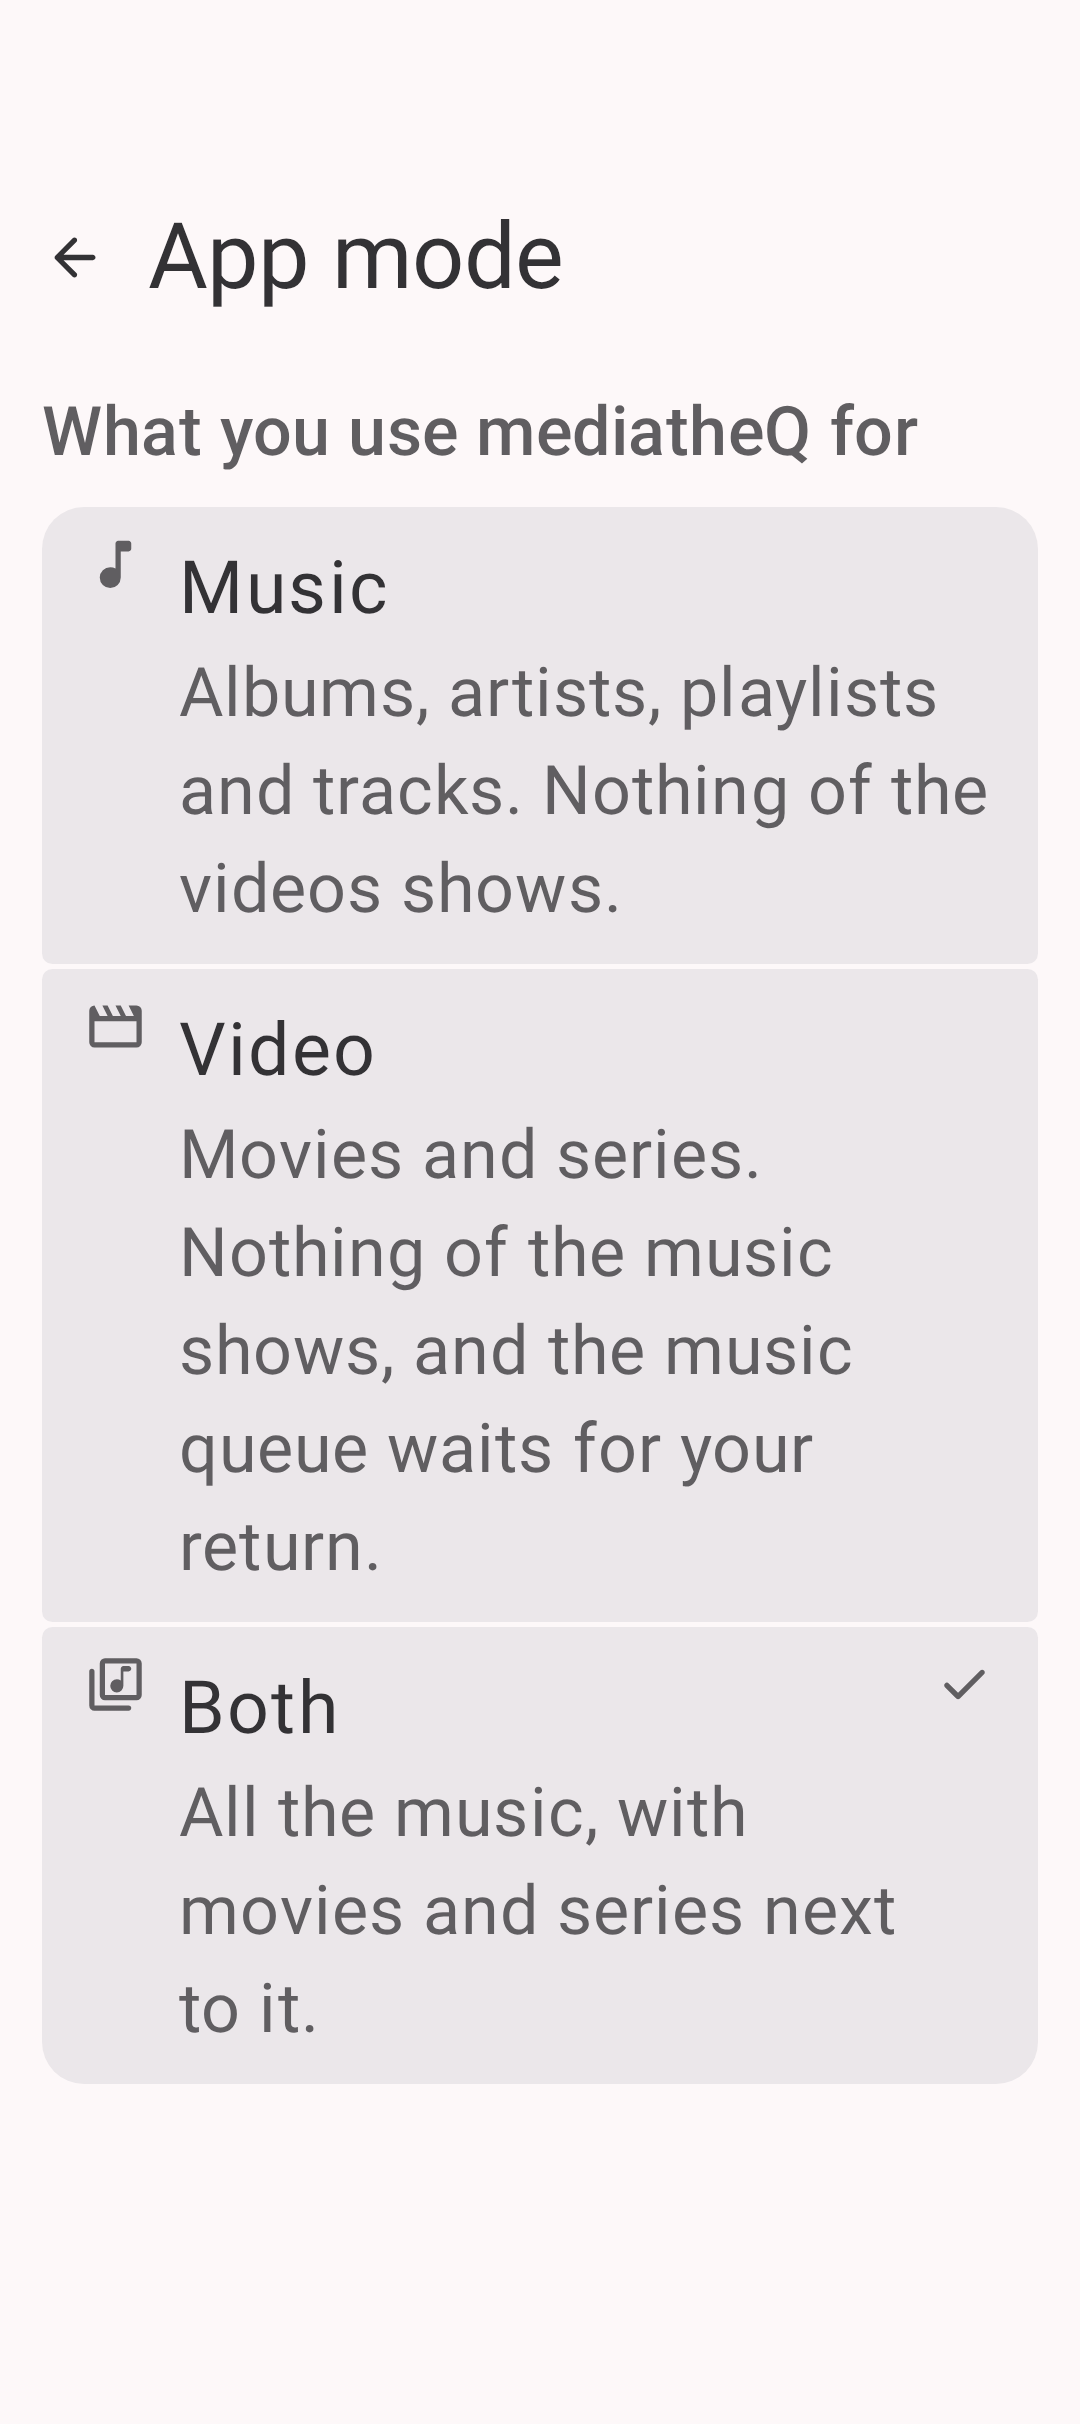 App mode
What you use mediatheQ for
Music
Albums, artists, playlists
and tracks. Nothing of the
videos shows.
Video
Movies and series.
Nothing of the music
shows, and the music
queue waits for your
return.
Both
All the music, with
movies and series next
to it.